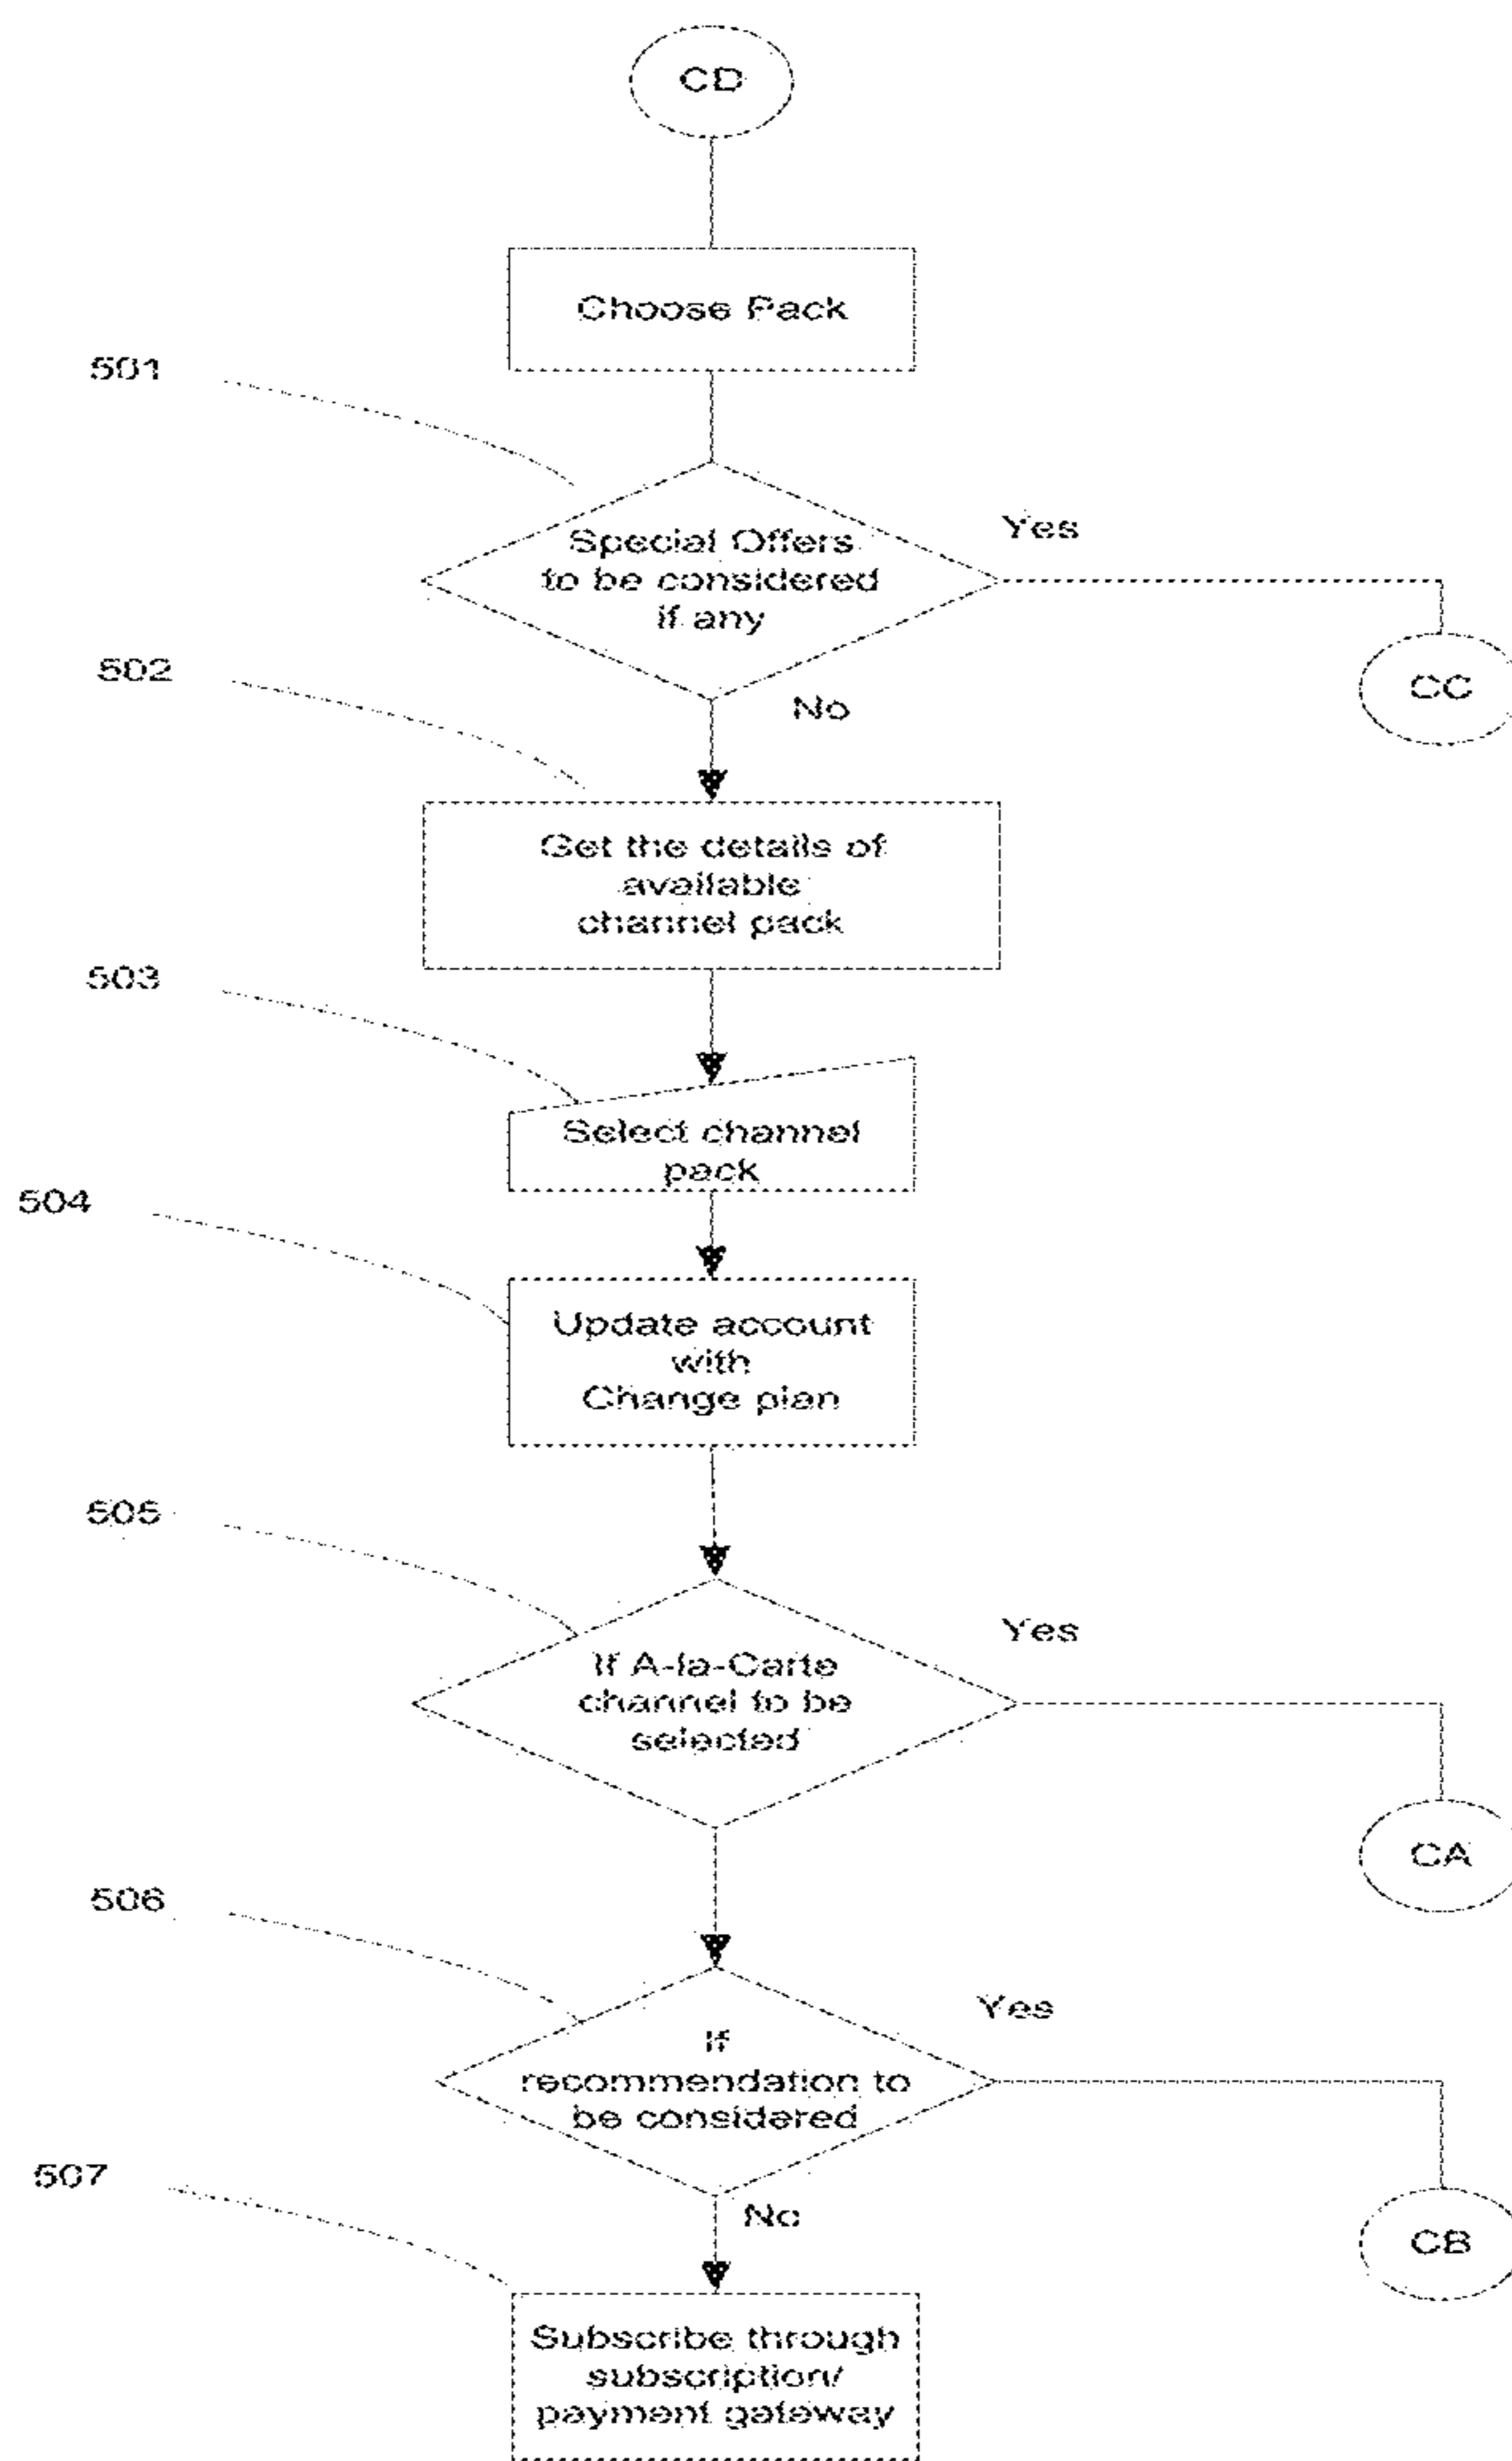 CD
Choose Pack
501
Special Offers
to be considered
if any
Yes
CC
502
No
Get the details of
available
channel pack
503
Select channel
pack
504
Update account
with
Change plan
505
If A-la-Carte
channel to be
selected
Yes
CA
506
If
recommendation to
be considered
Yes
CB
507
No
Subscribe through
subscription/
payment gateway